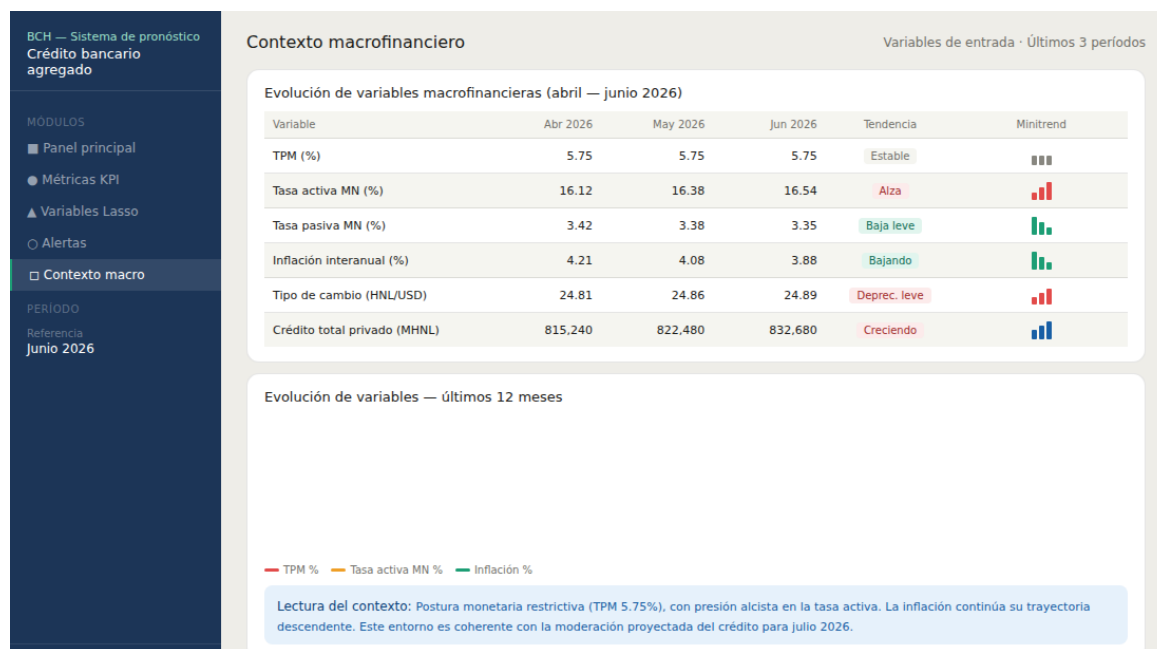 BCH — Sistema de pronóstico
Crédito bancario
agregado
MÓDULOS
■ Panel principal
● Métricas KPI
▲ Variables Lasso
○ Alertas
□ Contexto macro
PERÍODO
Referencia
Junio 2026
Contexto macrofinanciero
Variables de entrada · Últimos 3 períodos
Evolución de variables macrofinancieras (abril — junio 2026)
Variable Abr 2026 May 2026 Jun 2026 Tendencia Minitrend
TPM (%) 5.75 5.75 5.75 Estable
Tasa activa MN (%) 16.12 16.38 16.54 Alza
Tasa pasiva MN (%) 3.42 3.38 3.35 Baja leve
Inflación interanual (%) 4.21 4.08 3.88 Bajando
Tipo de cambio (HNL/USD) 24.81 24.86 24.89 Deprec. leve
Crédito total privado (MHNL) 815,240 822,480 832,680 Creciendo
Evolución de variables — últimos 12 meses
TPM % Tasa activa MN % Inflación %
Lectura del contexto: Postura monetaria restrictiva (TPM 5.75%), con presión alcista en la tasa activa. La inflación continúa su trayectoria
descendente. Este entorno es coherente con la moderación proyectada del crédito para julio 2026.